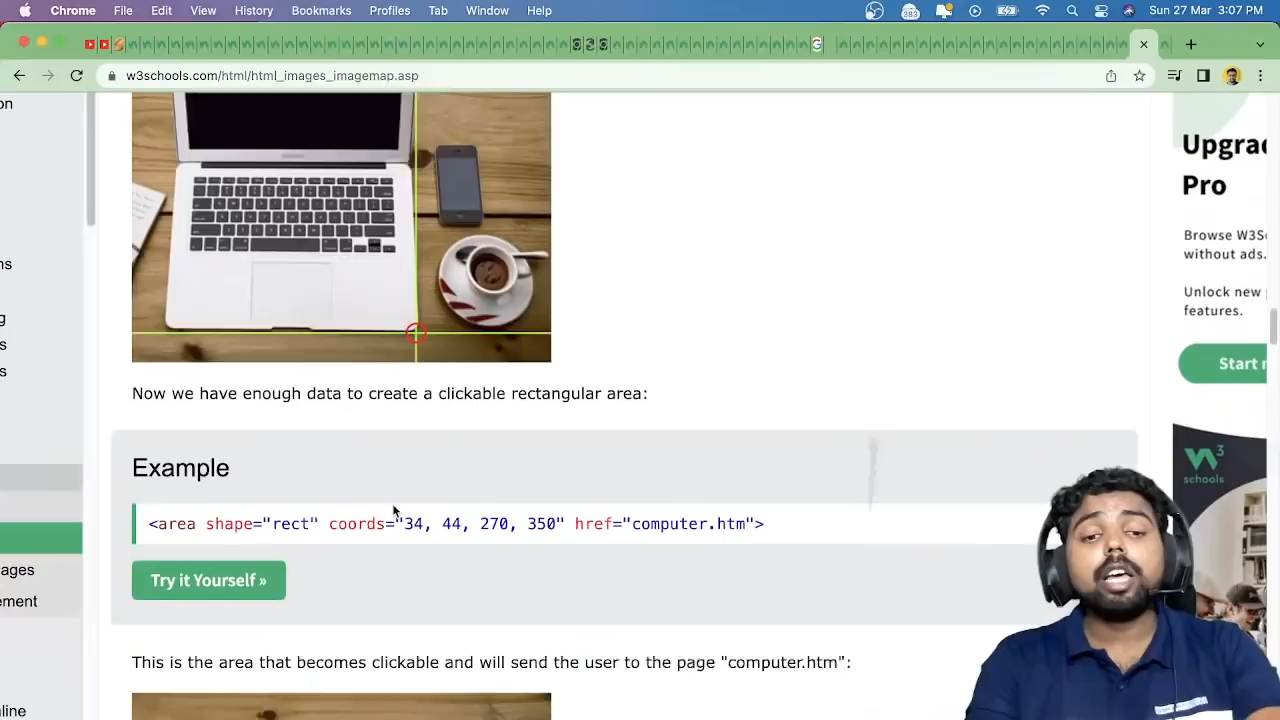 Chrome File Edit View History Bookmarks Profiles Tab Window Help 383 Sun 27 Mar 3:07 PM
w3schools.com/html/html_images_imagemap.asp
on
ns
g
s
s
ages
ement
line
Now we have enough data to create a clickable rectangular area:
Example
<area shape="rect" coords="34, 44, 270, 350" href="computer.htm">
Try it Yourself »
This is the area that becomes clickable and will send the user to the page "computer.htm":
Upgra
Pro
Browse W3S
without ads.
Unlock new
features.
Start
W3
schools